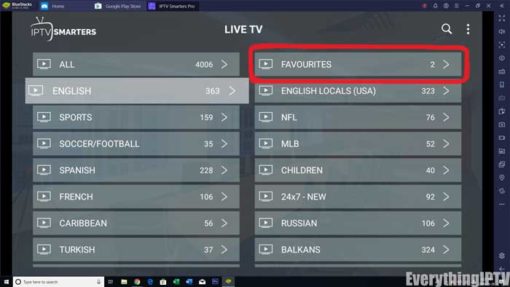 BlueStacks
Home
Google Play Store
IPTV Smarters Pro
IPTV SMARTERS
LIVE TV
ALL 4006
FAVOURITES 2
ENGLISH 363
ENGLISH LOCALS (USA) 323
SPORTS 159
NFL 76
SOCCER/FOOTBALL 35
MLB 52
SPANISH 228
CHILDREN 40
FRENCH 106
24x7 - NEW 92
CARIBBEAN 56
RUSSIAN 106
TURKISH 37
BALKANS 324
Type here to search
EverythingIPTV